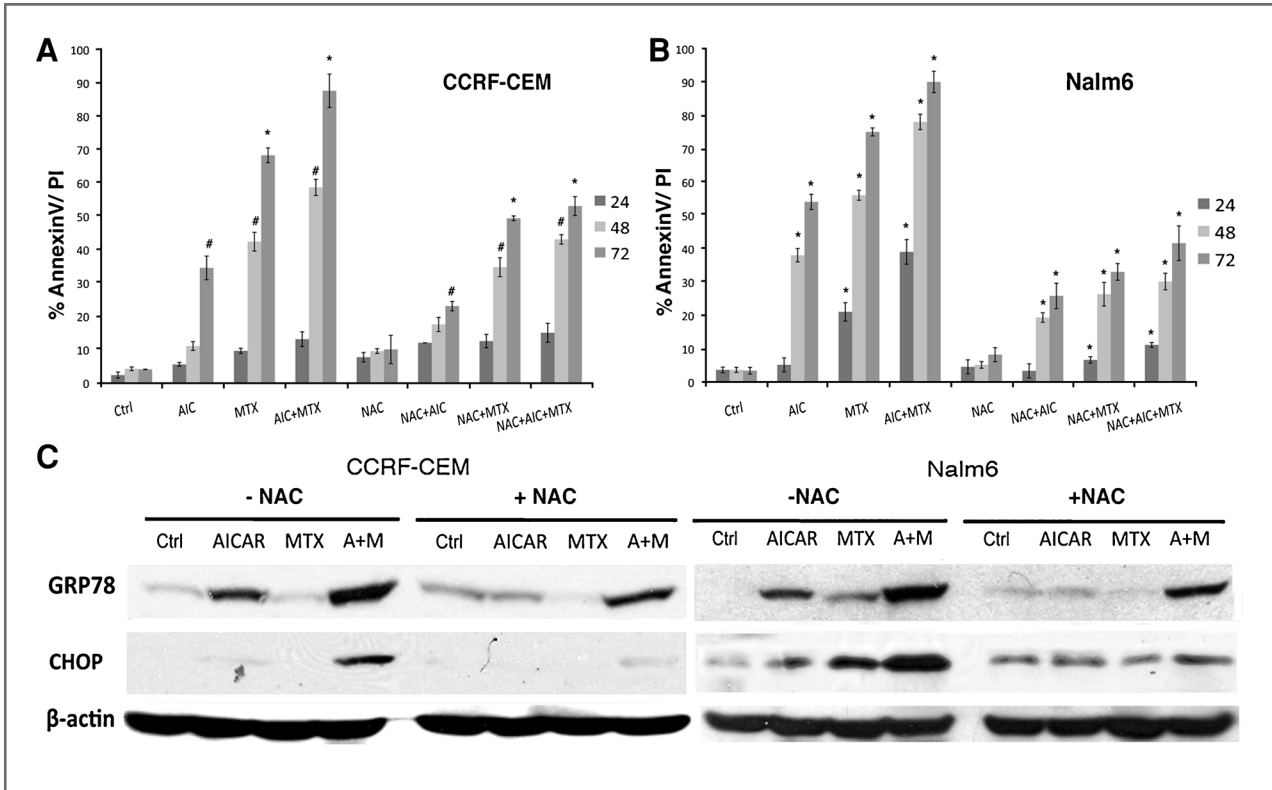 A
CCRF-CEM
% AnnexinV/ PI
100
90
80
70
60
50
40
30
20
10
0
*
*
#
#
#
#
#
*
#
*
24
48
72
Ctrl
AIC
MTX
AIC+MTX
NAC
NAC+AIC
NAC+MTX
NAC+AIC+MTX
B
Nalm6
% AnnexinV/ PI
100
90
80
70
60
50
40
30
20
10
0
* *
* * *
* * *
* *
* * *
* * *
24
48
72
Ctrl
AIC
MTX
AIC+MTX
NAC
NAC+AIC
NAC+MTX
NAC+AIC+MTX
C
CCRF-CEM
Nalm6
- NAC + NAC -NAC +NAC
Ctrl AICAR MTX A+M Ctrl AICAR MTX A+M Ctrl AICAR MTX A+M Ctrl AICAR MTX A+M
GRP78
CHOP
β-actin